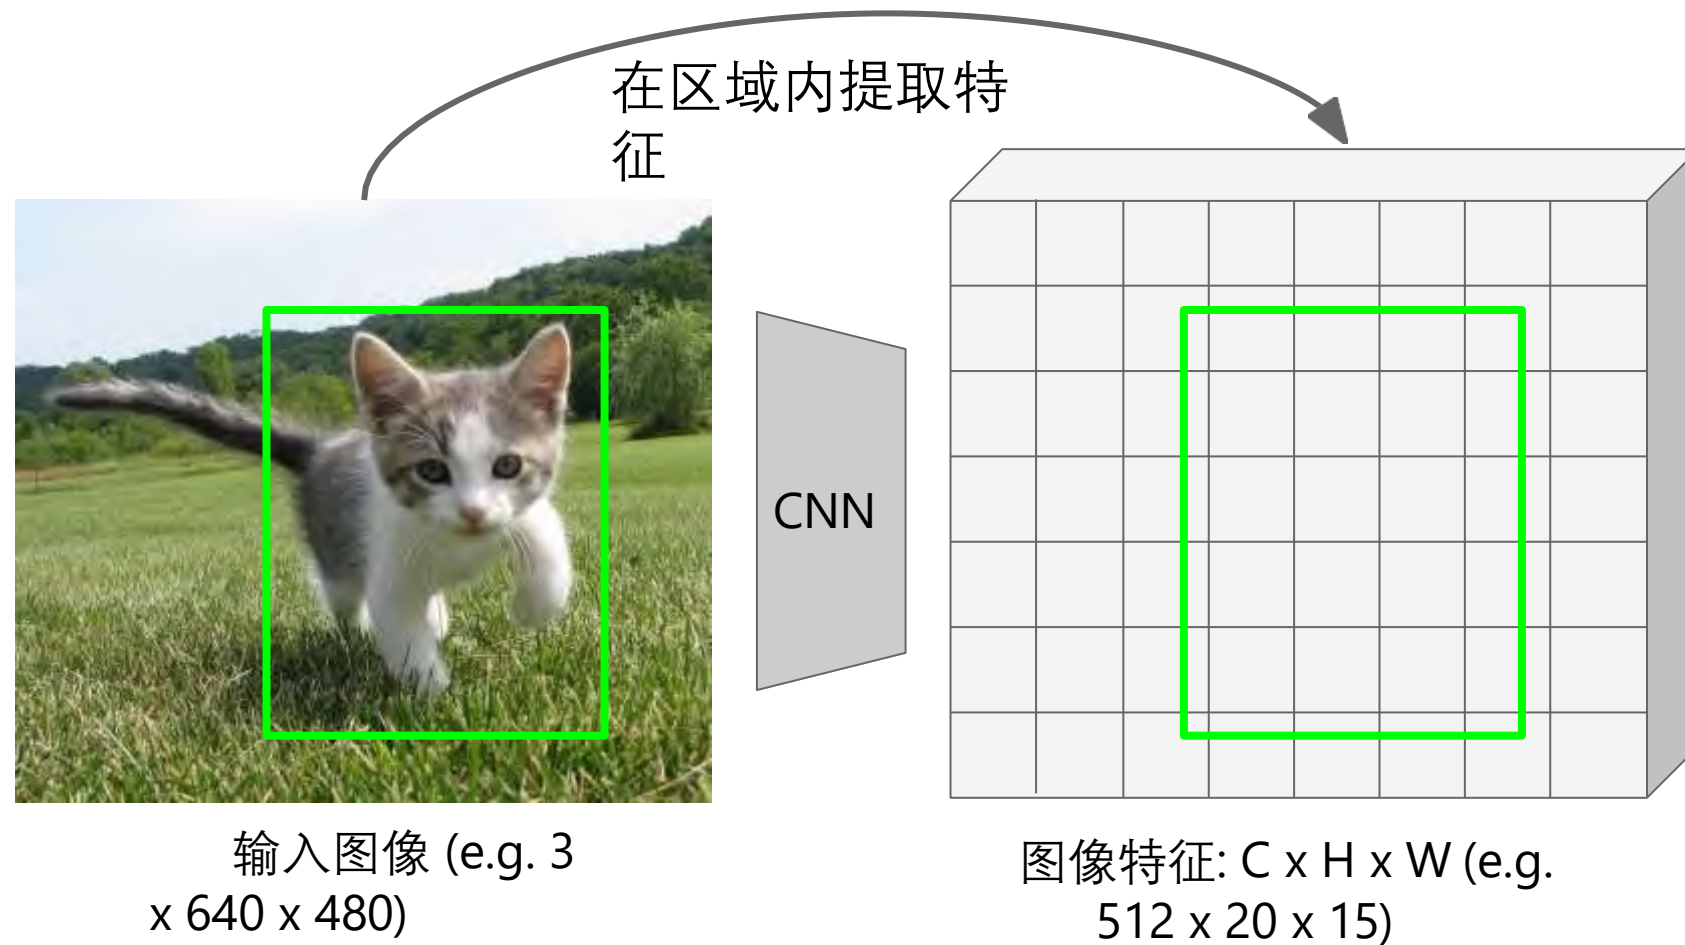 在区域内提取特
征
CNN
输入图像 (e.g. 3
x 640 x 480)
图像特征: C x H x W (e.g.
512 x 20 x 15)